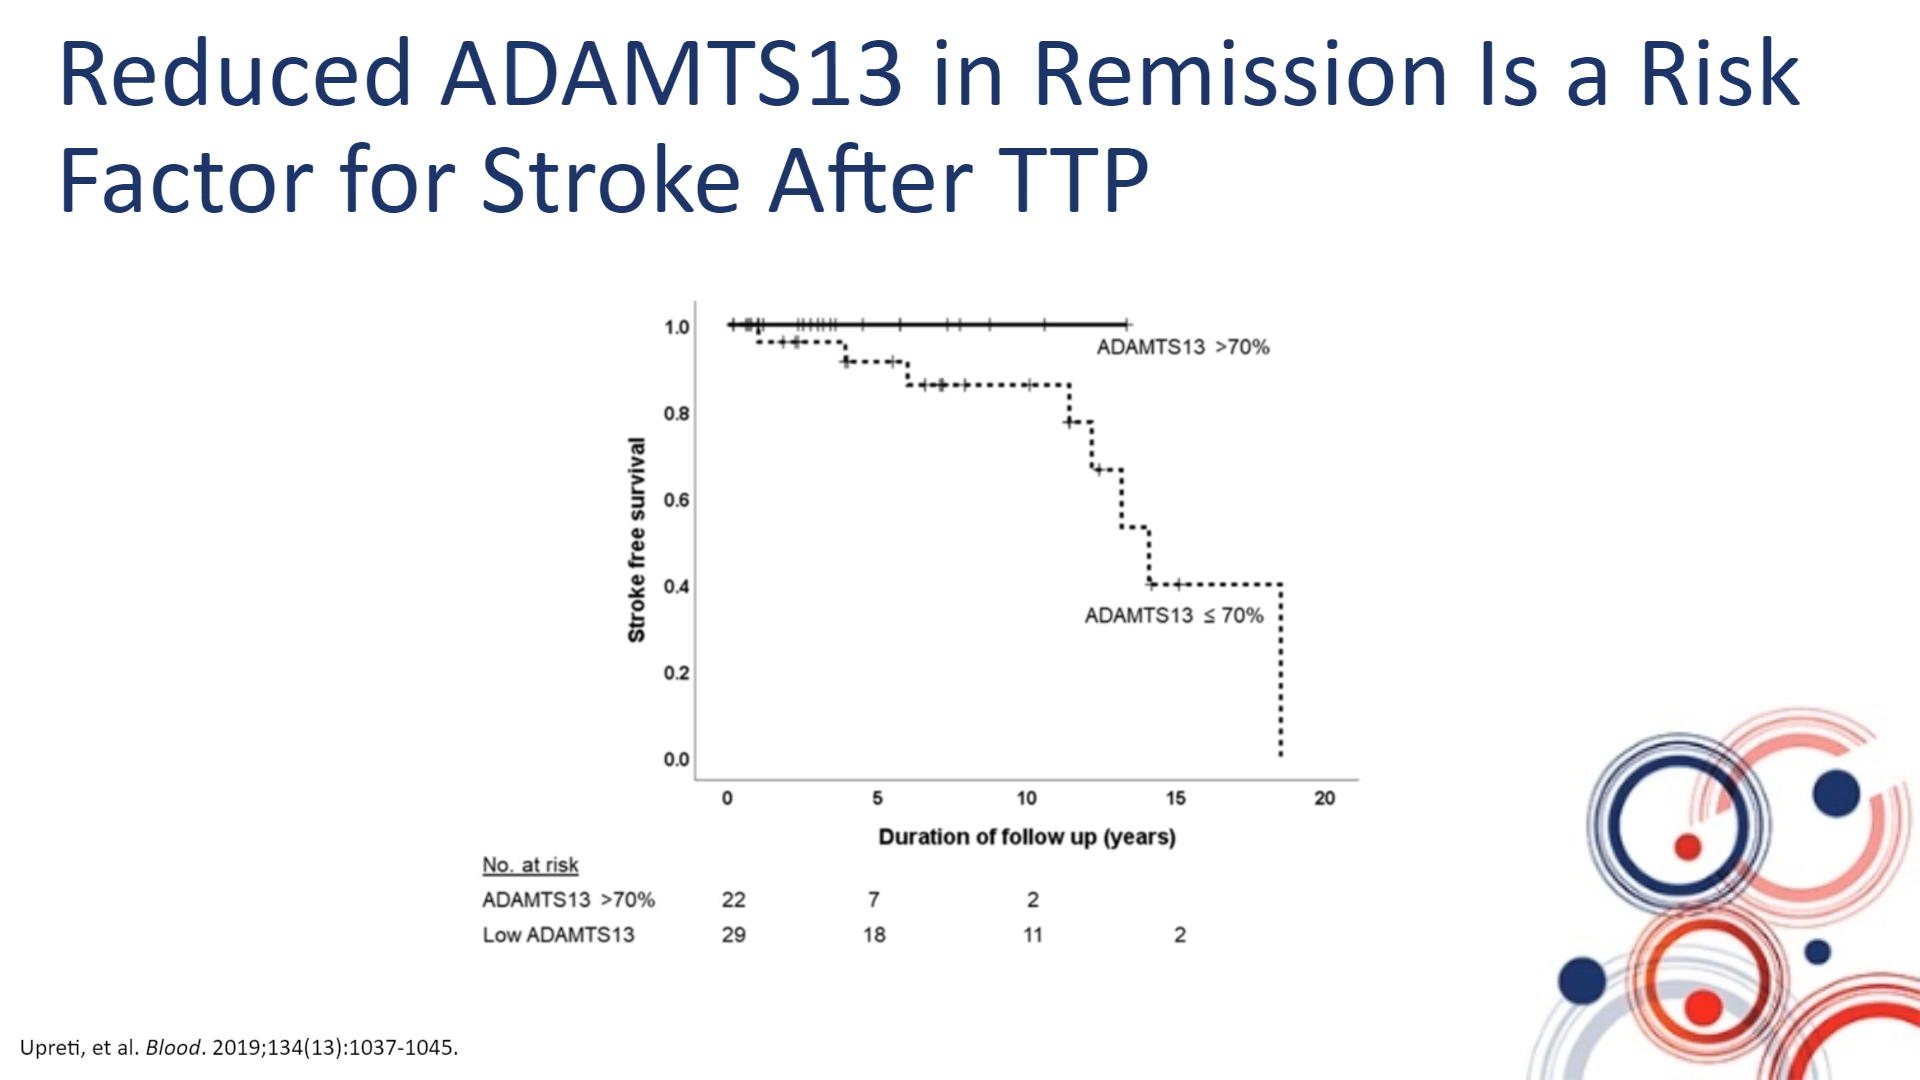 Reduced ADAMTS13 in Remission Is a Risk
Factor for Stroke After TTP
1.0
0.8
0.6
0.4
0.2
0.0
Stroke free survival
ADAMTS13 >70%
ADAMTS13 ≤ 70%
0 5 10 15 20
Duration of follow up (years)
No. at risk
ADAMTS13 >70% 22 7 2
Low ADAMTS13 29 18 11 2
Upreti, et al. Blood. 2019;134(13):1037-1045.